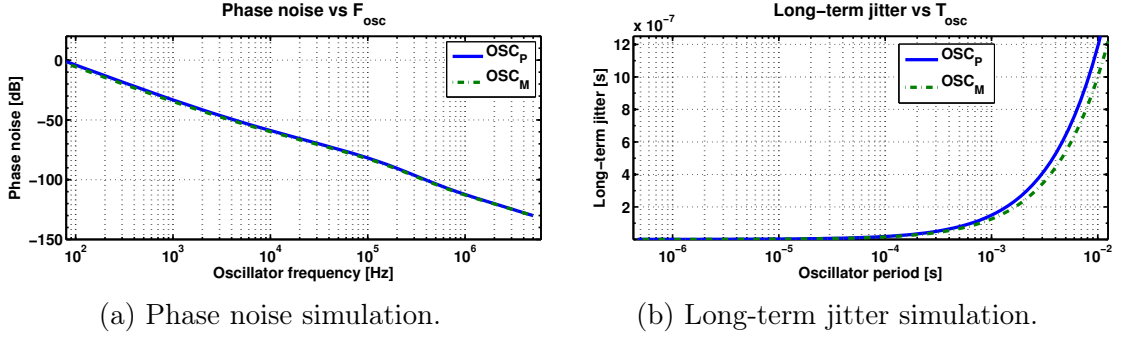 Phase noise vs F_osc
0
−50
−100
−150
Phase noise [dB]
OSC_P
OSC_M
10^2
10^3
10^4
10^5
10^6
Oscillator frequency [Hz]
(a) Phase noise simulation.
Long−term jitter vs T_osc
x 10^−7
12
10
8
6
4
2
Long−term jitter [s]
OSC_P
OSC_M
10^−6
10^−5
10^−4
10^−3
10^−2
Oscillator period [s]
(b) Long-term jitter simulation.